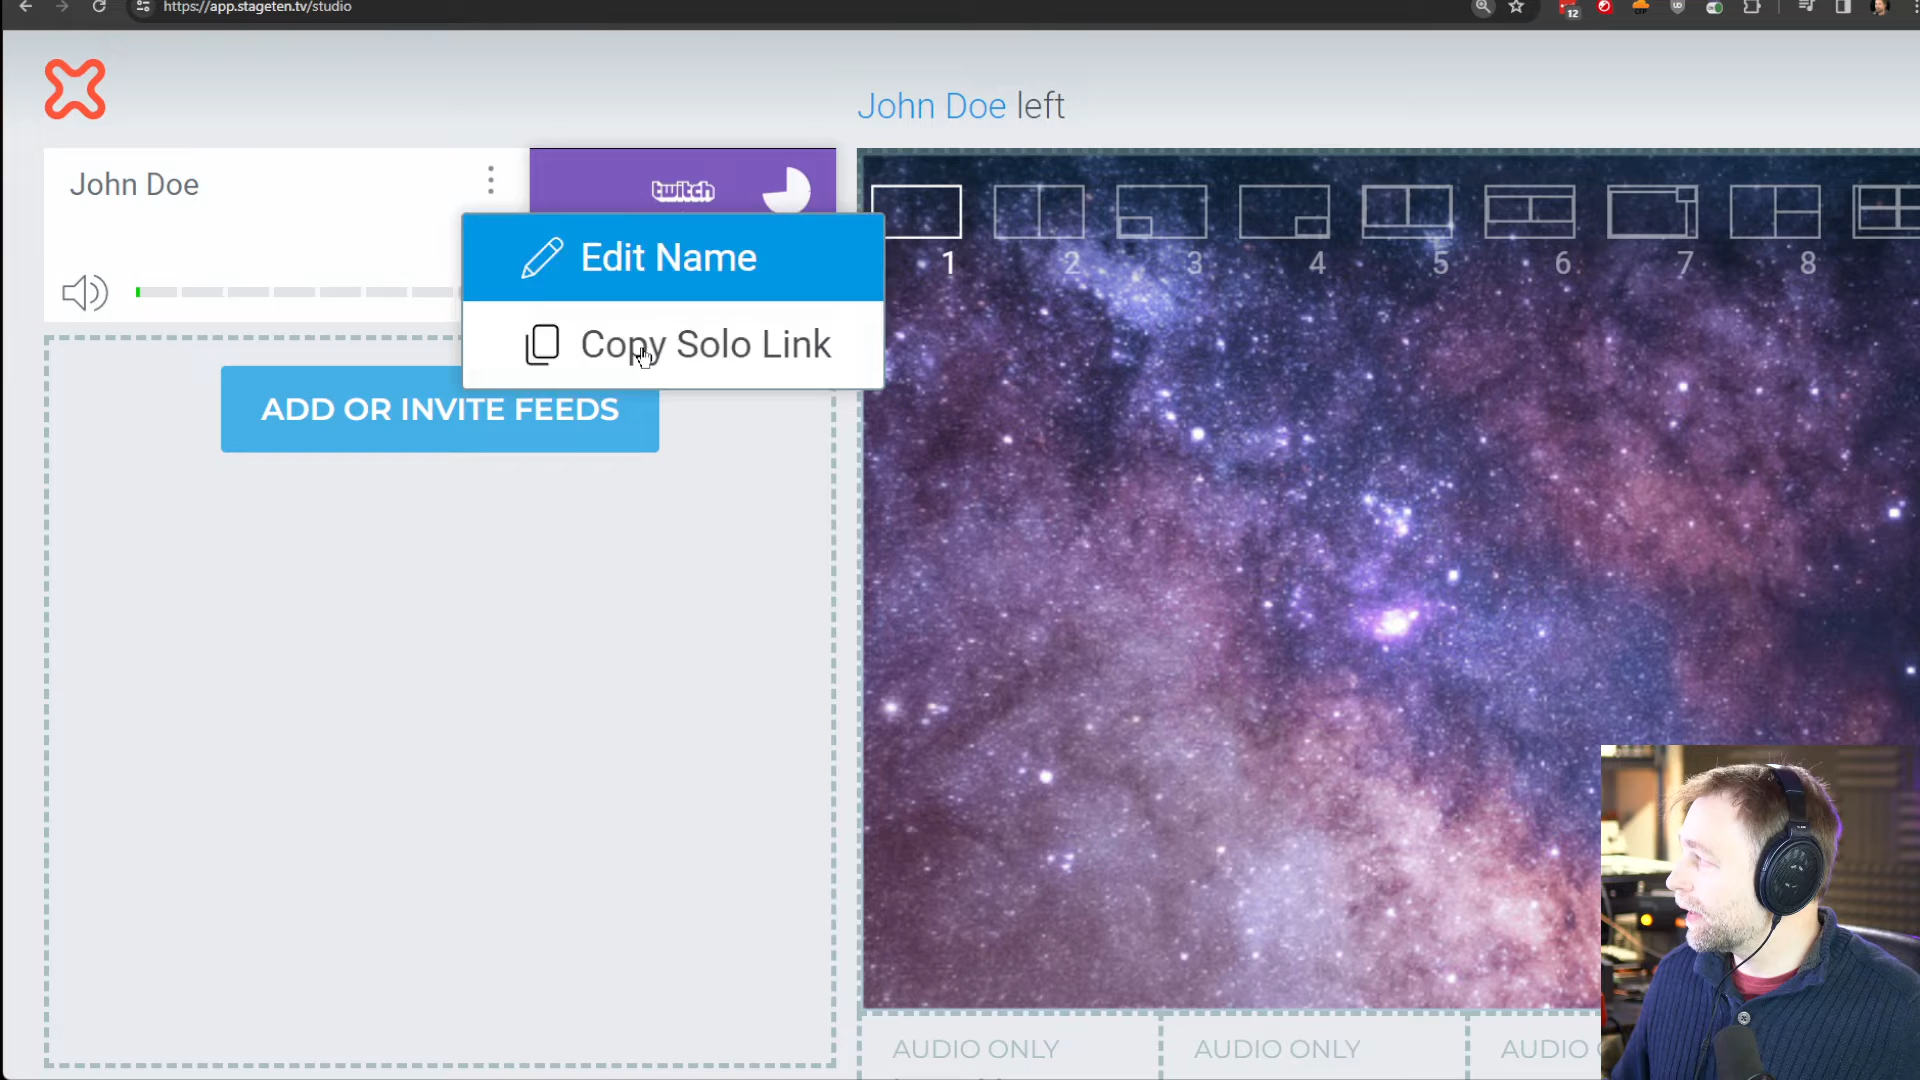 https://app.stageten.tv/studio
12
John Doe left
John Doe
twitch
Edit Name
Copy Solo Link
1 2 3 4 5 6 7 8
ADD OR INVITE FEEDS
AUDIO ONLY AUDIO ONLY AUDIO